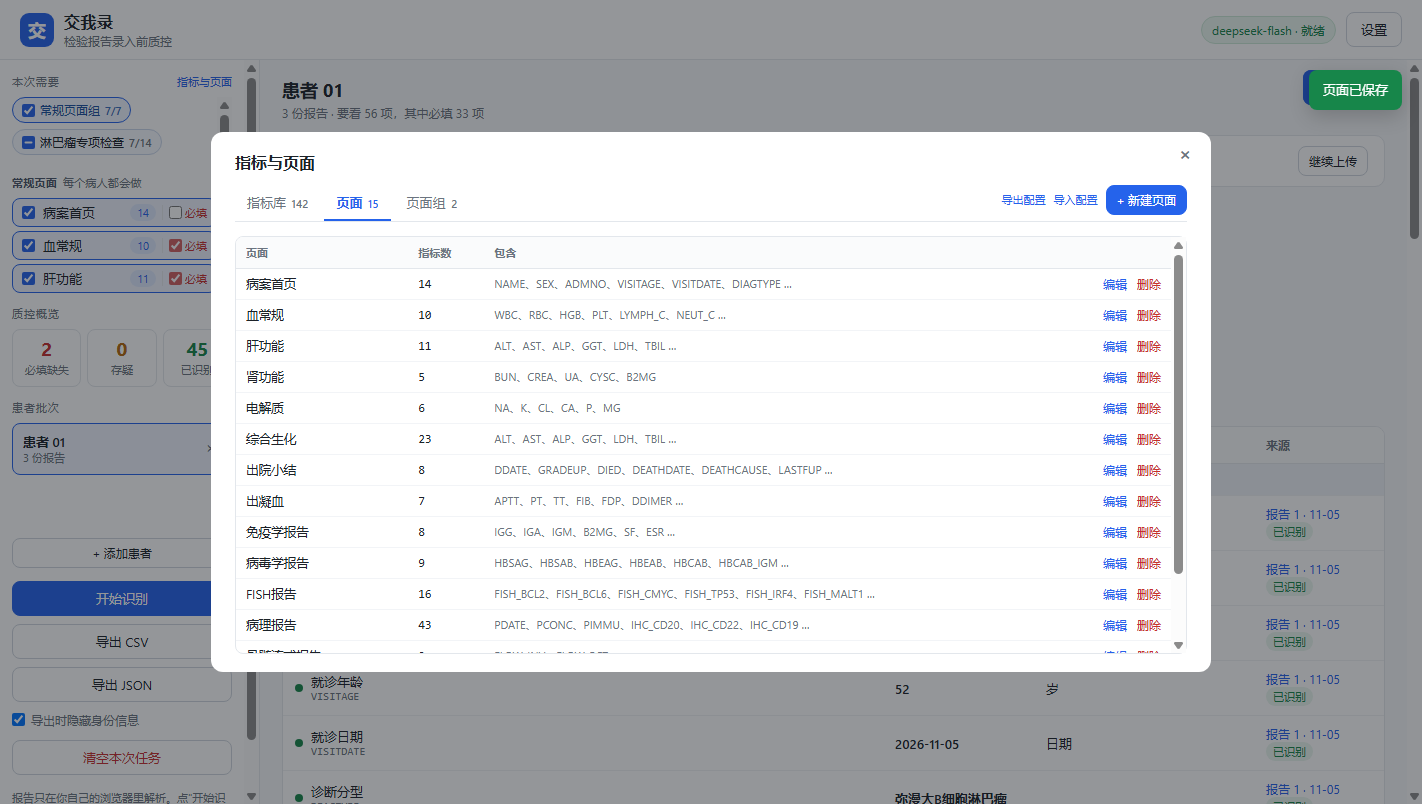 交 交我录
检验报告录入前质控
deepseek-flash · 就绪
设置
本次需要 指标与页面
常规页面组 7/7
淋巴瘤专项检查 7/14
常规页面 每个病人都会做
病案首页 14 必填
血常规 10 必填
肝功能 11 必填
质控概览
2 0 45
必填缺失 存疑 已识别
患者批次
患者 01 ×
3 份报告
+ 添加患者
开始识别
导出 CSV
导出 JSON
导出时隐藏身份信息
清空本次任务
报告只在你自己的浏览器里解析。点"开始识
患者 01
3 份报告 · 要看 56 项，其中必填 33 项
页面已保存
继续上传
指标与页面 ×
指标库 142 页面 15 页面组 2
导出配置 导入配置 + 新建页面
页面 指标数 包含
病案首页 14 NAME、SEX、ADMNO、VISITAGE、VISITDATE、DIAGTYPE ... 编辑 删除
血常规 10 WBC、RBC、HGB、PLT、LYMPH_C、NEUT_C ... 编辑 删除
肝功能 11 ALT、AST、ALP、GGT、LDH、TBIL ... 编辑 删除
肾功能 5 BUN、CREA、UA、CYSC、B2MG 编辑 删除
电解质 6 NA、K、CL、CA、P、MG 编辑 删除
综合生化 23 ALT、AST、ALP、GGT、LDH、TBIL ... 编辑 删除
出院小结 8 DDATE、GRADEUP、DIED、DEATHDATE、DEATHCAUSE、LASTFUP ... 编辑 删除
出凝血 7 APTT、PT、TT、FIB、FDP、DDIMER ... 编辑 删除
免疫学报告 8 IGG、IGA、IGM、B2MG、SF、ESR ... 编辑 删除
病毒学报告 9 HBSAG、HBSAB、HBEAG、HBEAB、HBCAB、HBCAB_IGM ... 编辑 删除
FISH报告 16 FISH_BCL2、FISH_BCL6、FISH_CMYC、FISH_TP53、FISH_IRF4、FISH_MALT1 ... 编辑 删除
病理报告 43 PDATE、PCONC、PIMMU、IHC_CD20、IHC_CD22、IHC_CD19 ... 编辑 删除
来源
报告 1 · 11-05
已识别
报告 1 · 11-05
已识别
报告 1 · 11-05
已识别
就诊年龄 52 岁 报告 1 · 11-05
VISITAGE 已识别
就诊日期 2026-11-05 日期 报告 1 · 11-05
VISITDATE 已识别
诊断分型 弥漫大B细胞淋巴瘤 报告 1 · 11-05